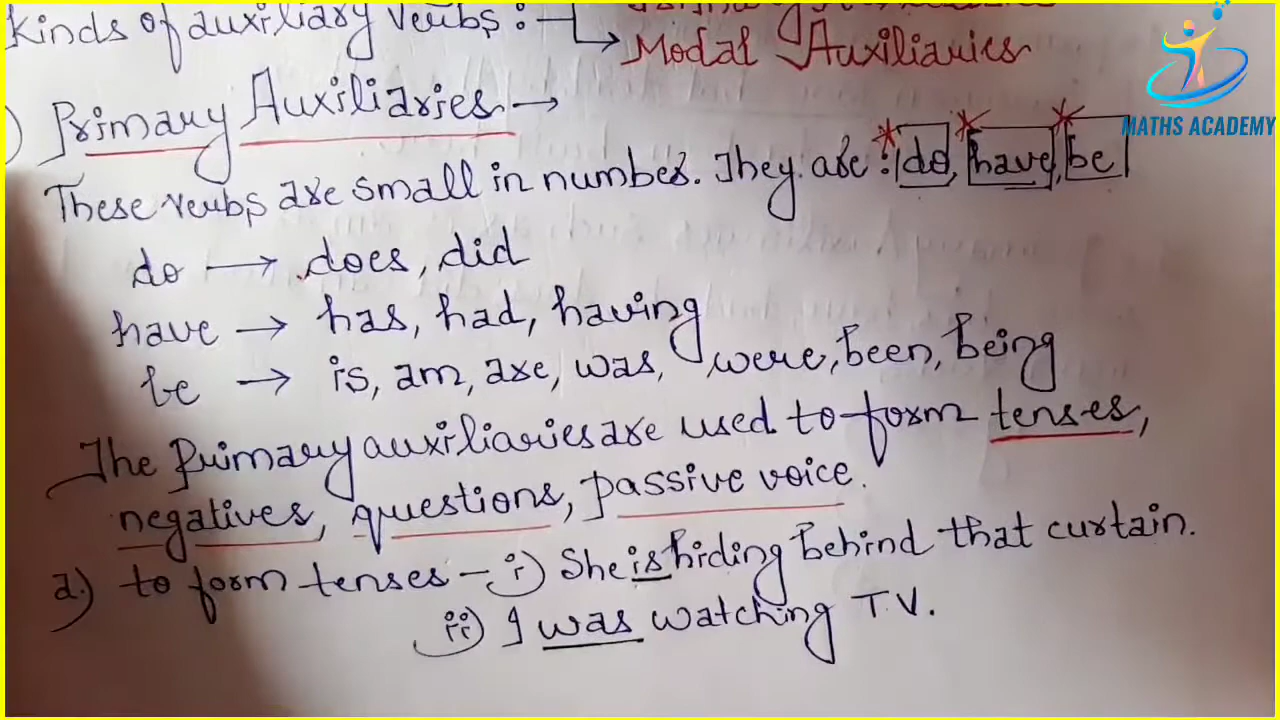 Kinds of auxiliary verbs :
Modal Auxiliaries
MATHS ACADEMY
Primary Auxiliaries →
These verbs are small in number. They are : do, have, be
do → does, did
have → has, had, having
be → is, am, are, was, were, been, being
The primary auxiliaries are used to form tenses,
negatives, questions, passive voice.
a.) to form tenses - i) She is hiding behind that curtain.
ii) I was watching T.V.